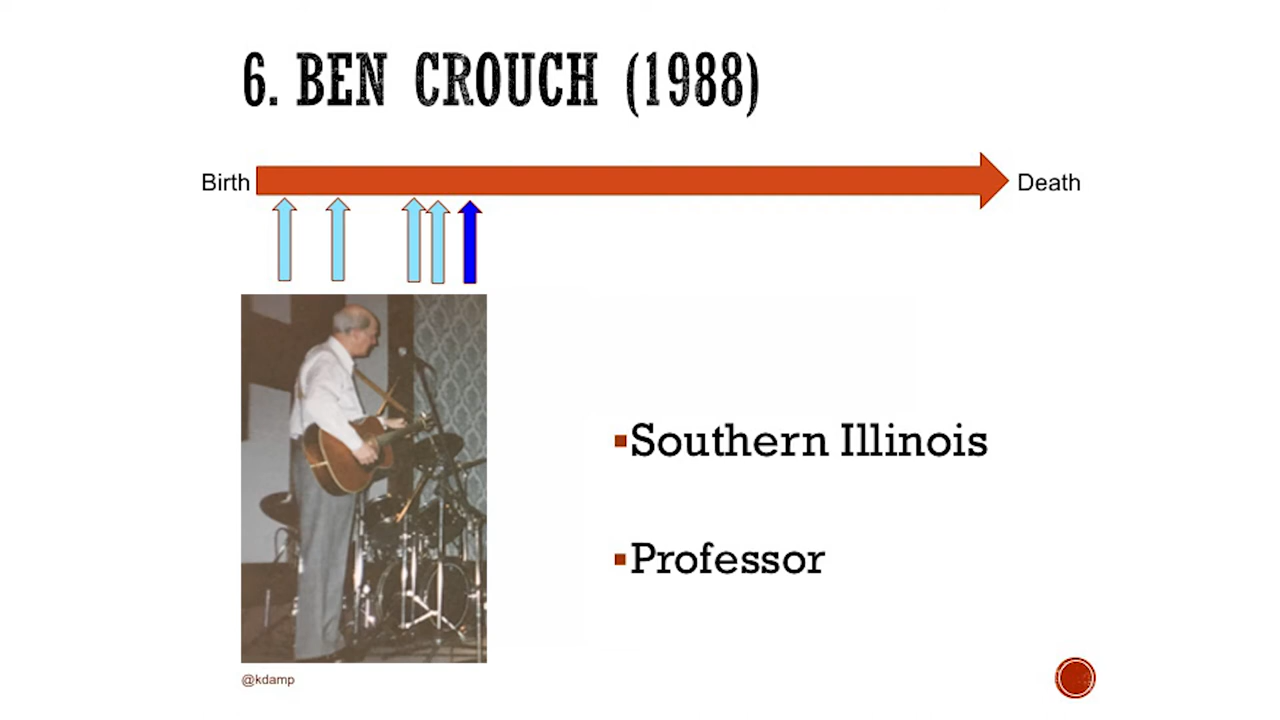 6. BEN CROUCH (1988)
Birth
Death
▪Southern Illinois
▪Professor
@kdamp